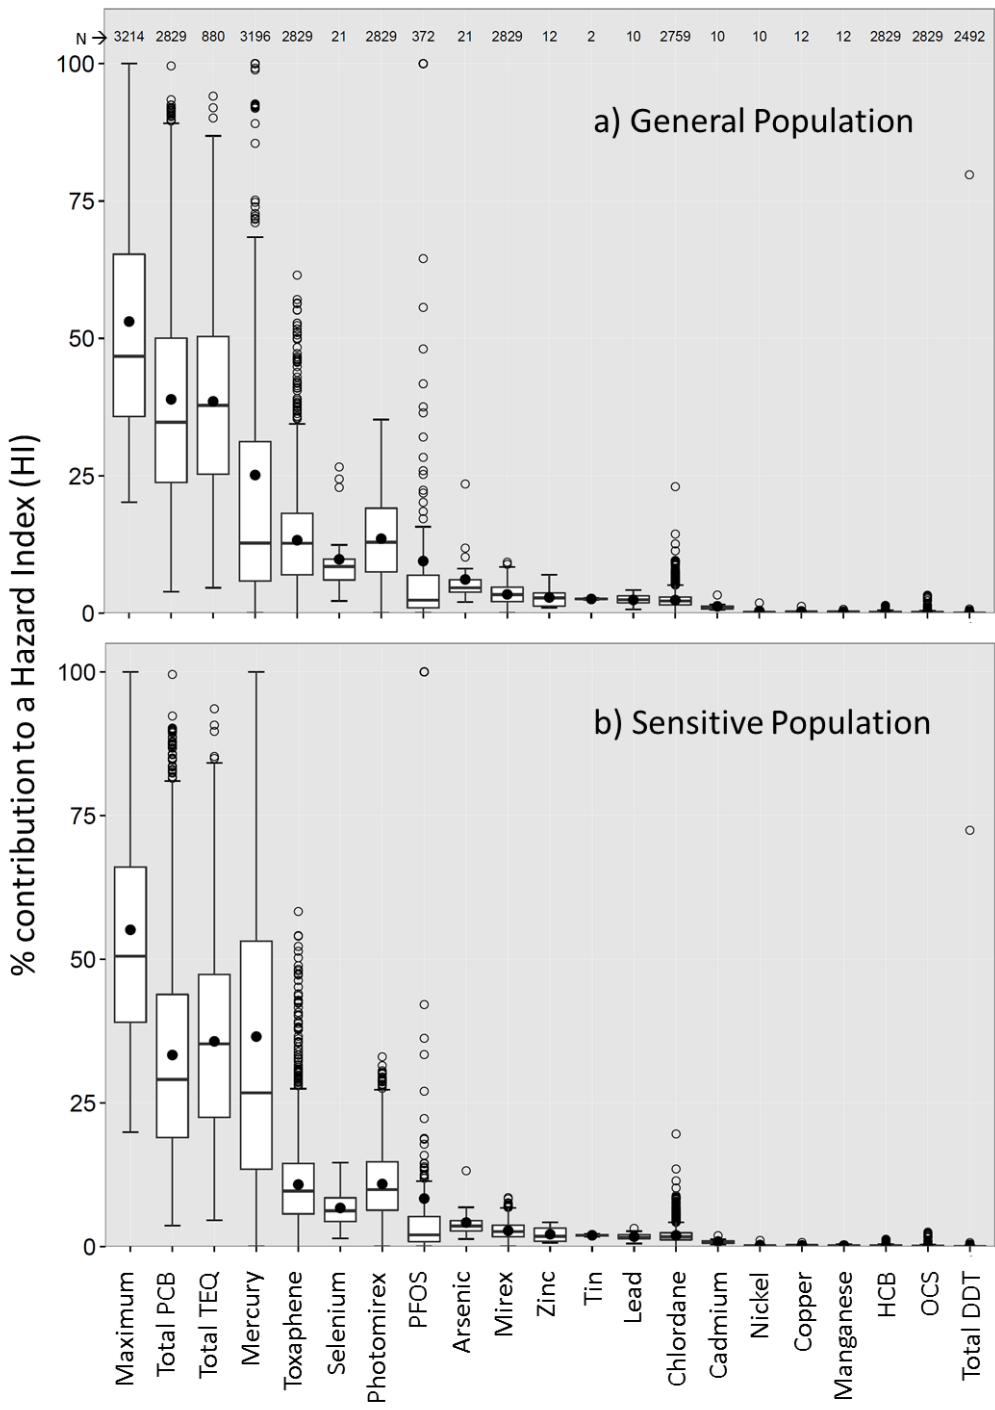 N → 3214 2829 880 3196 2829 21 2829 372 21 2829 12 2 10 2759 10 10 12 12 2829 2829 2492
% contribution to a Hazard Index (HI)
a) General Population
100
75
50
25
0
b) Sensitive Population
100
75
50
25
0
Maximum
Total PCB
Total TEQ
Mercury
Toxaphene
Selenium
Photomirex
PFOS
Arsenic
Mirex
Zinc
Tin
Lead
Chlordane
Cadmium
Nickel
Copper
Manganese
HCB
OCS
Total DDT